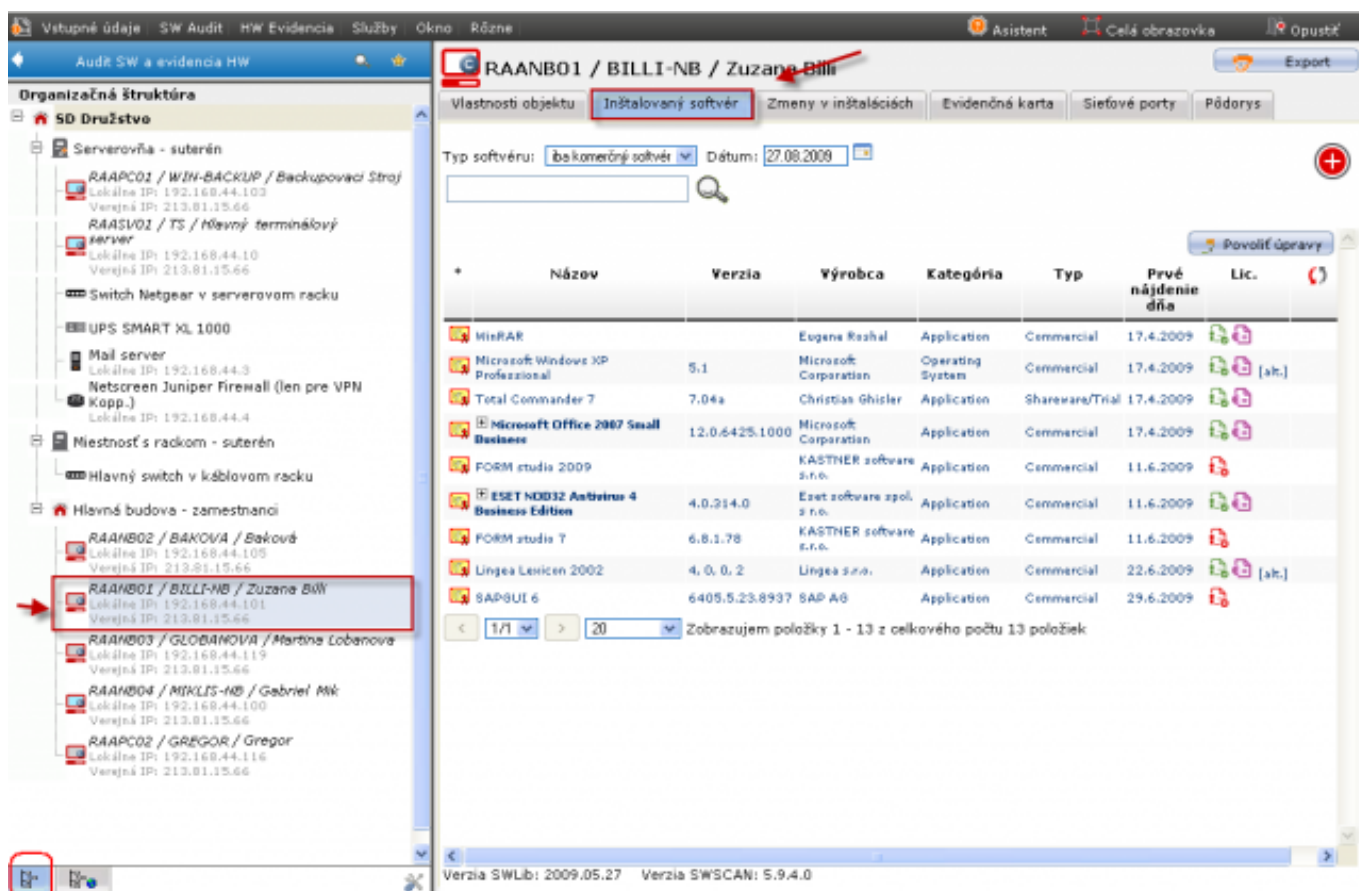 Vstupné údaje SW Audit HW Evidencia Služby Okno Rôzne Asistent Celá obrazovka Opustiť
Audit SW a evidencia HW
Organizačná štruktúra
SD Družstvo
Serverovňa - suterén
RAAPC01 / WIN-BACKUP / Backupovaci Stroj
Lokálne IP: 192.168.44.103
Verejná IP: 213.81.15.66
RAASV01 / TS / Hlavný terminálový
server
Lokálne IP: 192.168.44.10
Verejná IP: 213.81.15.66
Switch Netgear v serverovom racku
UPS SMART XL 1000
Mail server
Lokálne IP: 192.168.44.3
Netscreen Juniper Firewall (len pre VPN
Kopp.)
Lokálne IP: 192.168.44.4
Miestnosť s rackom - suterén
Hlavný switch v káblovom racku
Hlavná budova - zamestnanci
RAANB02 / BAKOVA / Baková
Lokálne IP: 192.168.44.105
Verejná IP: 213.81.15.66
RAANB01 / BILLI-NB / Zuzana Billi
Lokálne IP: 192.168.44.101
Verejná IP: 213.81.15.66
RAANB03 / GLOBANOVA / Martina Lobanova
Lokálne IP: 192.168.44.119
Verejná IP: 213.81.15.66
RAANB04 / MIKLIS-NB / Gabriel Mik
Lokálne IP: 192.168.44.100
Verejná IP: 213.81.15.66
RAAPC02 / GREGOR / Gregor
Lokálne IP: 192.168.44.116
Verejná IP: 213.81.15.66
RAANB01 / BILLI-NB / Zuzana Billi
Export
Vlastnosti objektu Inštalovaný softvér Zmeny v inštaláciách Evidenčná karta Sieťové porty Pôdorys
Typ softvéru: iba komerčný softvér Dátum: 27.08.2009
Povoliť úpravy
* Názov Verzia Výrobca Kategória Typ Prvé nájdenie dňa Lic.
WinRAR Eugene Roshal Application Commercial 17.4.2009
Microsoft Windows XP Professional 5.1 Microsoft Corporation Operating System Commercial 17.4.2009 [alt.]
Total Commander 7 7.04a Christian Ghisler Application Shareware/Trial 17.4.2009
Microsoft Office 2007 Small Business 12.0.6425.1000 Microsoft Corporation Application Commercial 17.4.2009
FORM studio 2009 KASTNER software s.r.o. Application Commercial 11.6.2009
ESET NOD32 Antivirus 4 Business Edition 4.0.314.0 Eset software spol. s r.o. Application Commercial 11.6.2009
FORM studio 7 6.8.1.78 KASTNER software s.r.o. Application Commercial 11.6.2009
Lingea Lexicon 2002 4, 0, 0, 2 Lingea s.r.o. Application Commercial 22.6.2009 [alt.]
SAPGUI 6 6405.5.23.8937 SAP AG Application Commercial 29.6.2009
< 1/1 > 20 Zobrazujem položky 1 - 13 z celkového počtu 13 položiek
Verzia SWLib: 2009.05.27 Verzia SWSCAN: 5.9.4.0